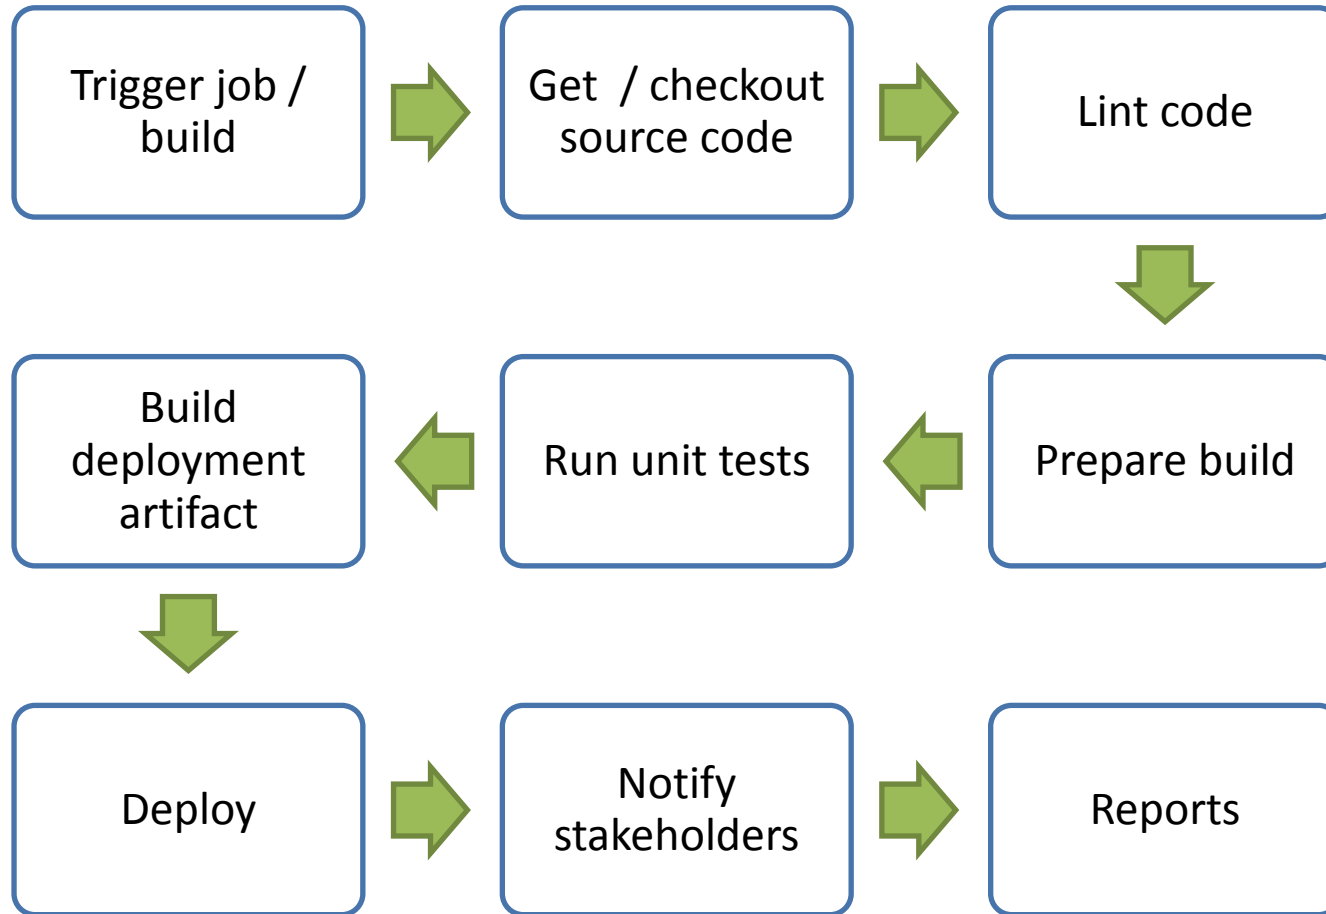 Trigger job /
build
Get / checkout
source code
Lint code
Prepare build
Run unit tests
Build
deployment
artifact
Deploy
Notify
stakeholders
Reports